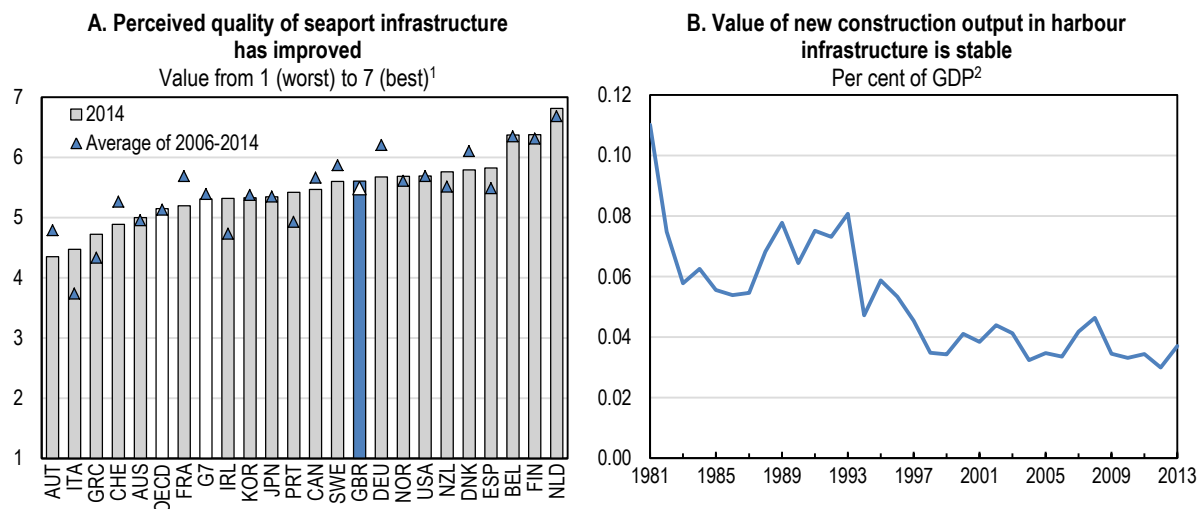 A. Perceived quality of seaport infrastructure
has improved
Value from 1 (worst) to 7 (best)1
7
6
5
4
3
2
1
2014
Average of 2006-2014
AUT
ITA
GRC
CHE
AUS
OECD
FRA
G7
IRL
KOR
JPN
PRT
CAN
SWE
GBR
DEU
NOR
USA
NZL
DNK
ESP
BEL
FIN
NLD
B. Value of new construction output in harbour
infrastructure is stable
Per cent of GDP2
0.12
0.10
0.08
0.06
0.04
0.02
0.00
1981 1985 1989 1993 1997 2001 2005 2009 2013